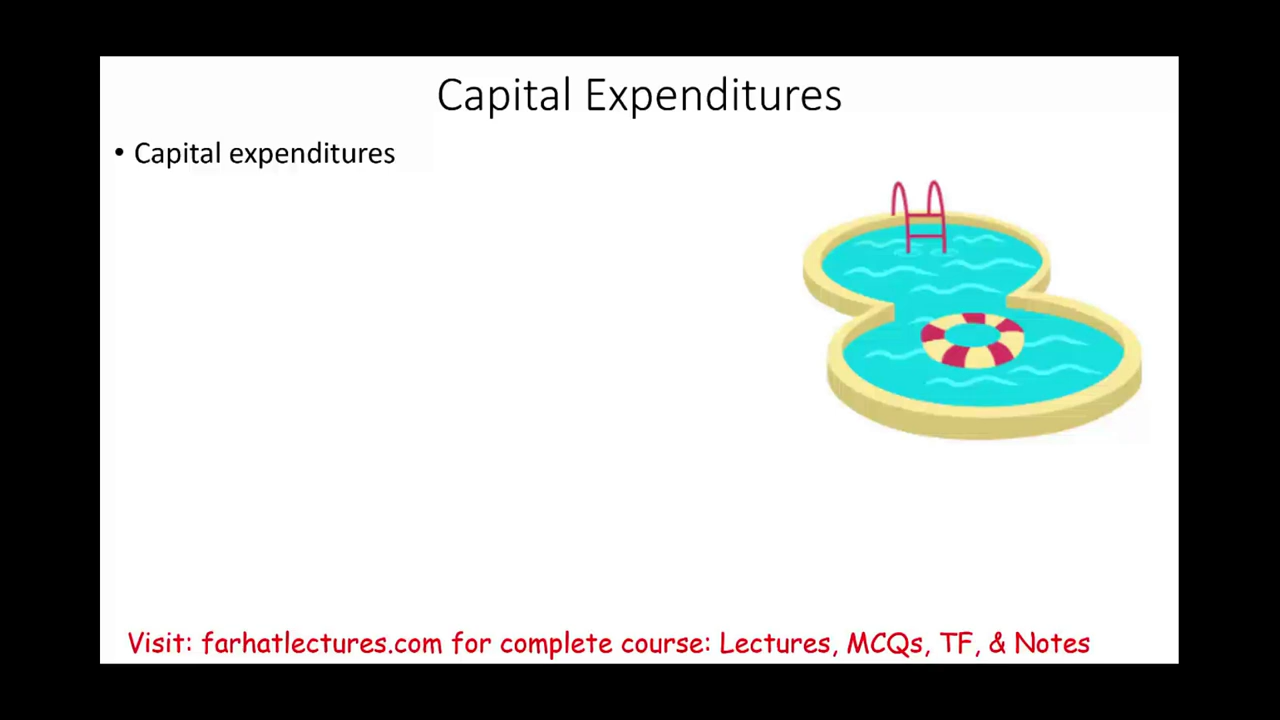 Capital Expenditures
• Capital expenditures
Visit: farhatlectures.com for complete course: Lectures, MCQs, TF, & Notes